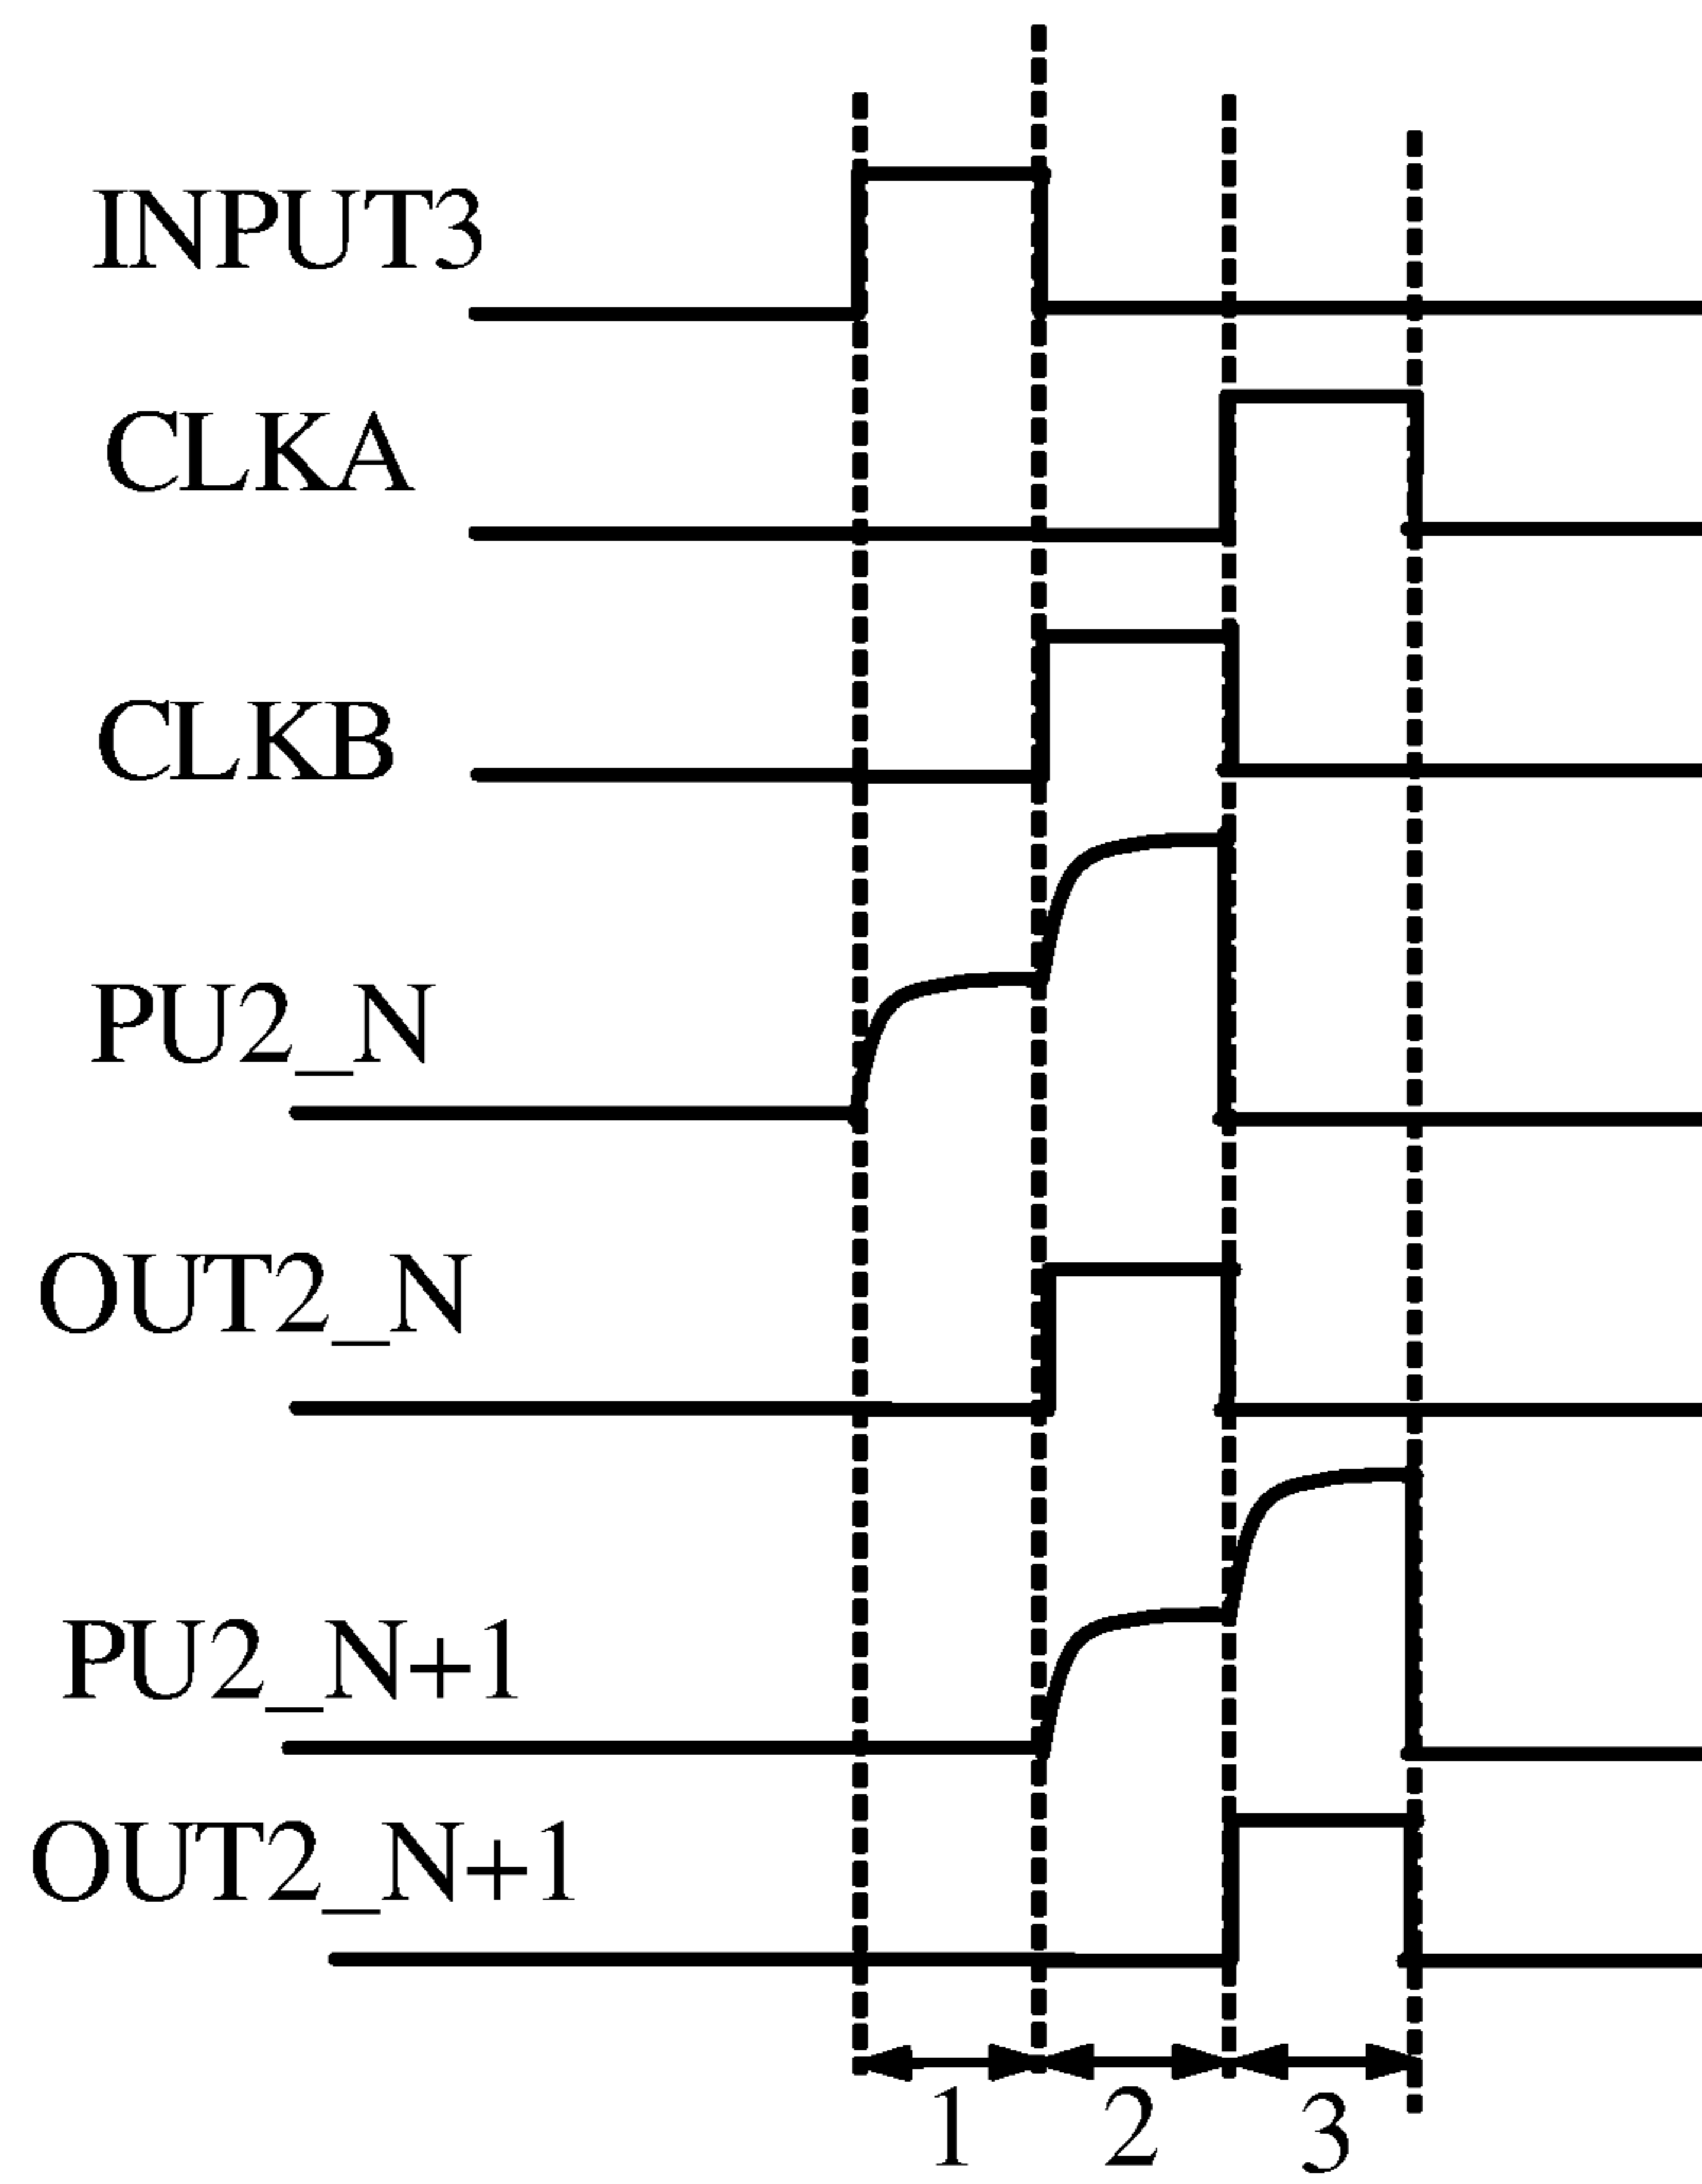 INPUT3
CLKA
CLKB
PU2_N
OUT2_N
PU2_N+1
OUT2_N+1
1 2 3